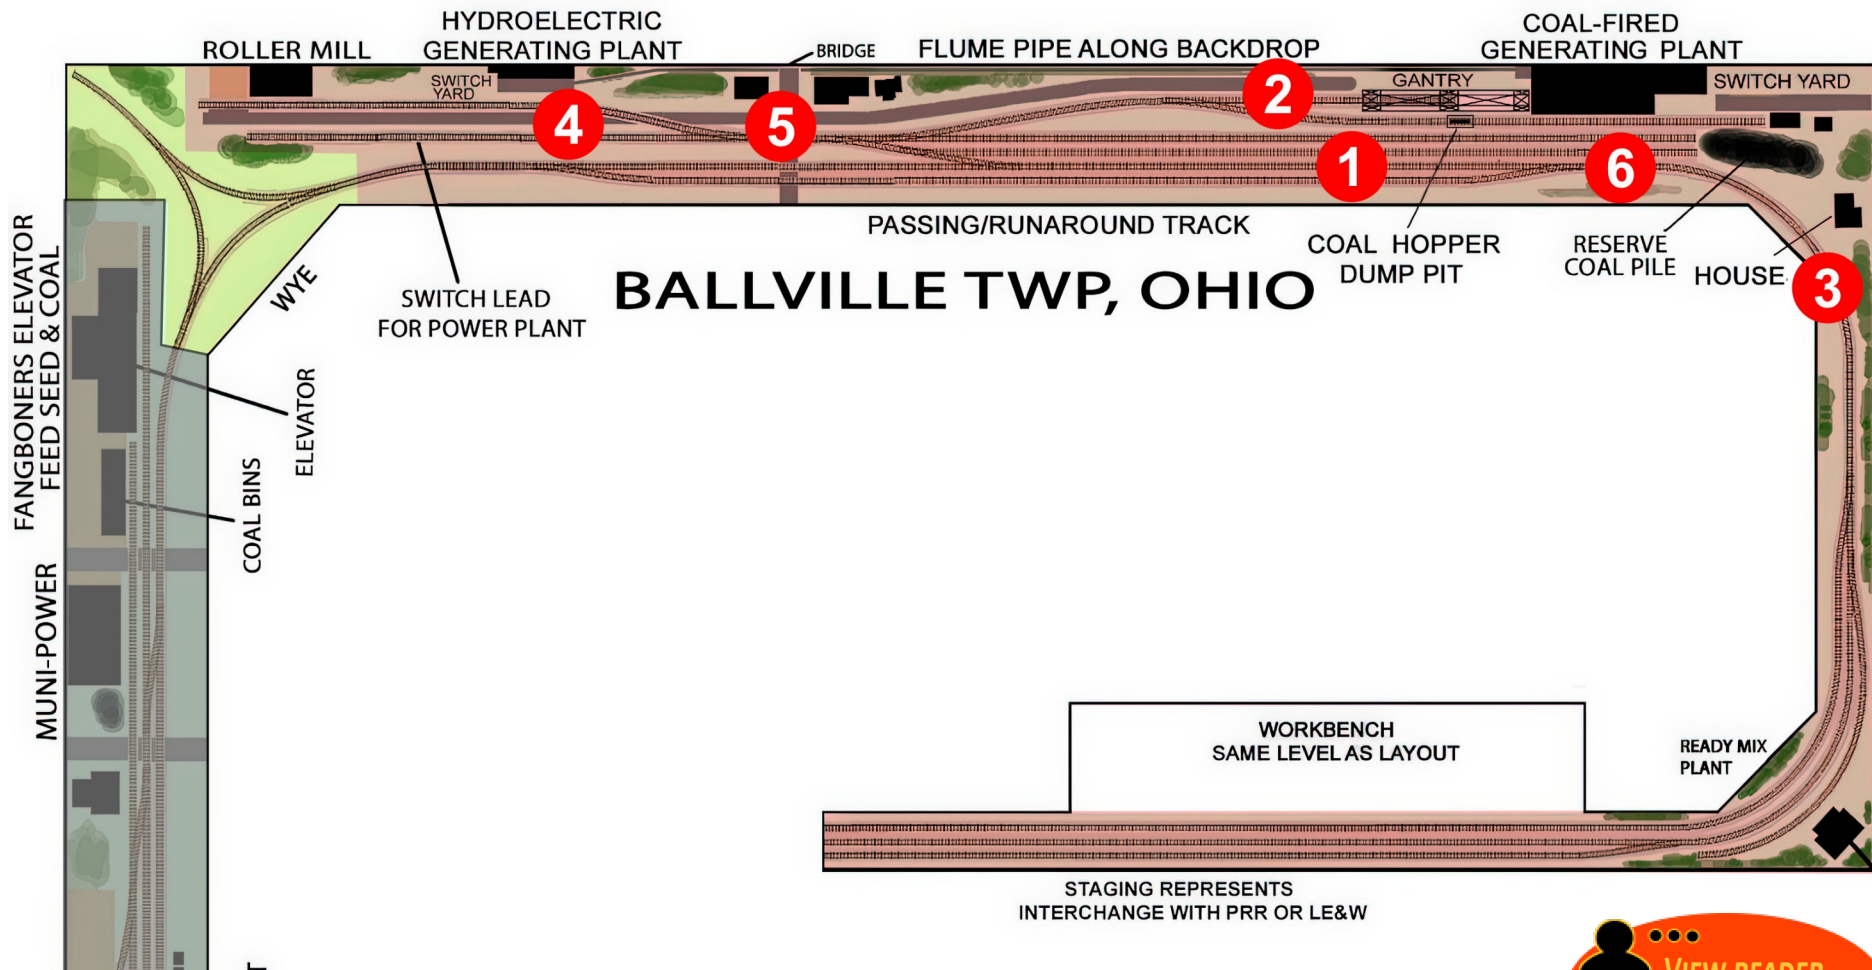 HYDROELECTRIC
GENERATING PLANT
ROLLER MILL
BRIDGE
FLUME PIPE ALONG BACKDROP
COAL-FIRED
GENERATING PLANT
SWITCH
YARD
GANTRY
SWITCH YARD
2
4
5
1
6
PASSING/RUNAROUND TRACK
COAL HOPPER
DUMP PIT
RESERVE
COAL PILE
HOUSE
3
WYE
SWITCH LEAD
FOR POWER PLANT
BALLVILLE TWP, OHIO
FANGBONERS ELEVATOR
FEED SEED & COAL
ELEVATOR
COAL BINS
MUNI-POWER
WORKBENCH
SAME LEVEL AS LAYOUT
READY MIX
PLANT
STAGING REPRESENTS
INTERCHANGE WITH PRR OR LE&W
T
VIEW READER